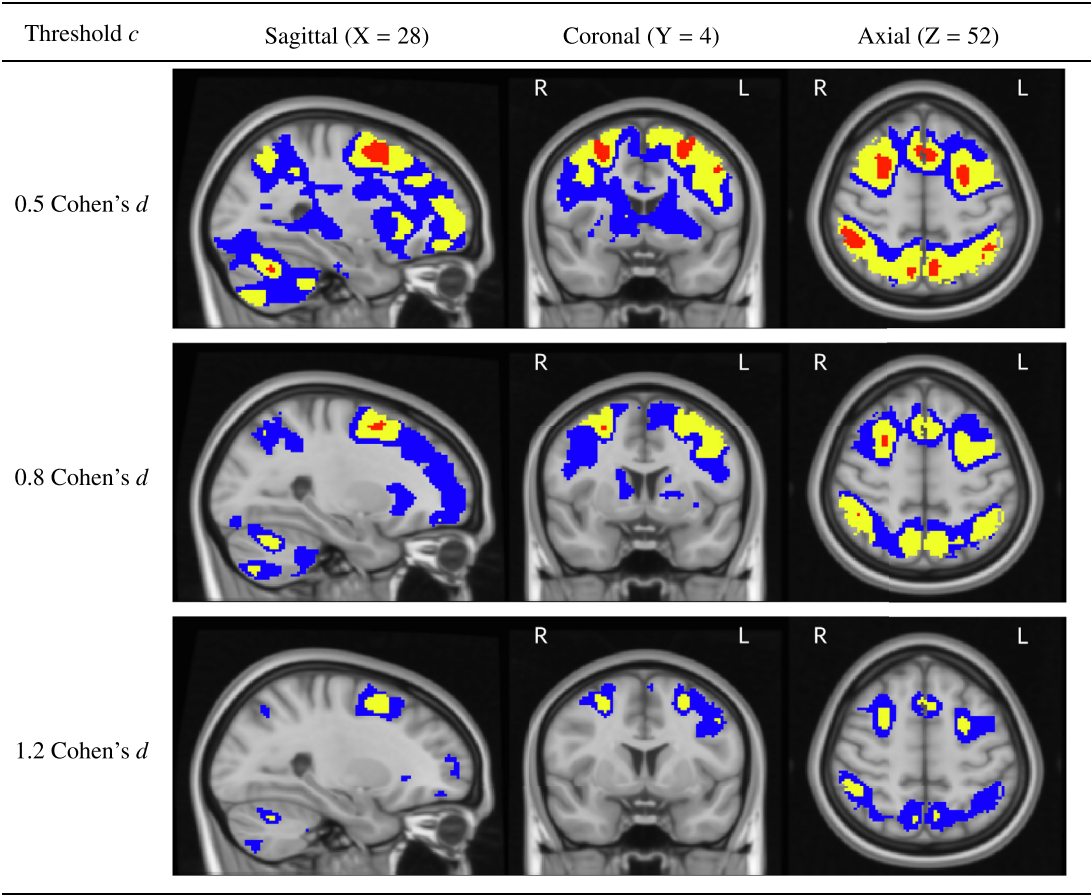 Threshold c Sagittal (X = 28) Coronal (Y = 4) Axial (Z = 52)
R L R L
0.5 Cohen's d
R L R L
0.8 Cohen's d
R L R L
1.2 Cohen's d